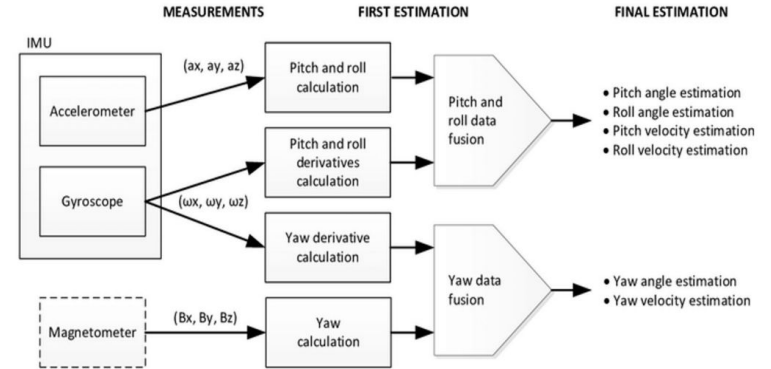 MEASUREMENTS FIRST ESTIMATION FINAL ESTIMATION
IMU
Accelerometer
Gyroscope
Magnetometer
(ax, ay, az)
(ωx, ωy, ωz)
(Bx, By, Bz)
Pitch and roll
calculation
Pitch and roll
derivatives
calculation
Yaw derivative
calculation
Yaw
calculation
Pitch and
roll data
fusion
Yaw data
fusion
• Pitch angle estimation
• Roll angle estimation
• Pitch velocity estimation
• Roll velocity estimation
• Yaw angle estimation
• Yaw velocity estimation